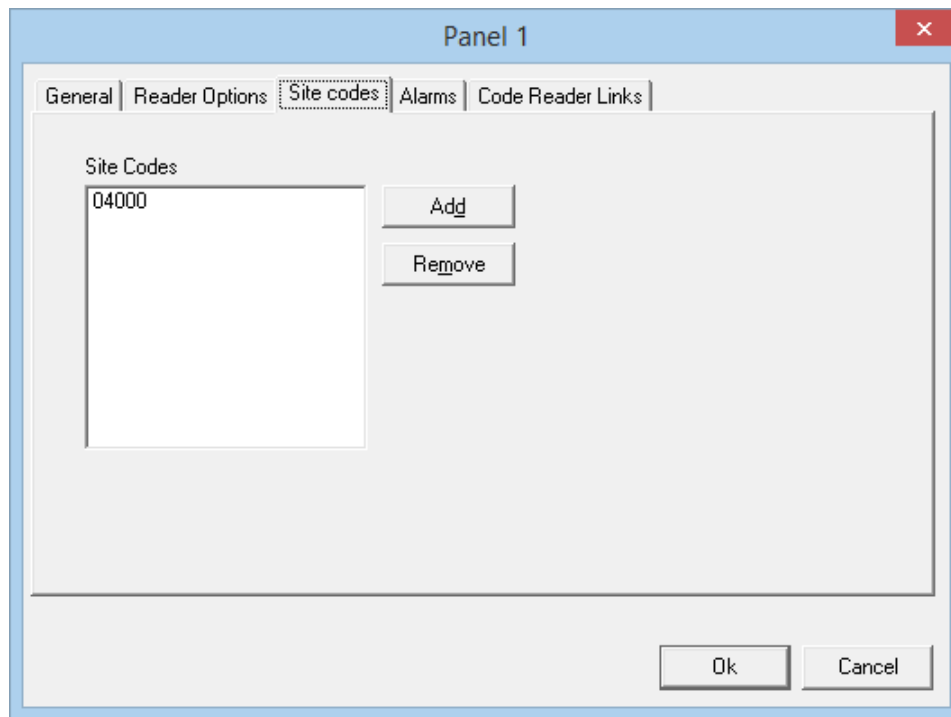 Panel 1
General Reader Options Site codes Alarms Code Reader Links
Site Codes
04000
Add
Remove
Ok Cancel